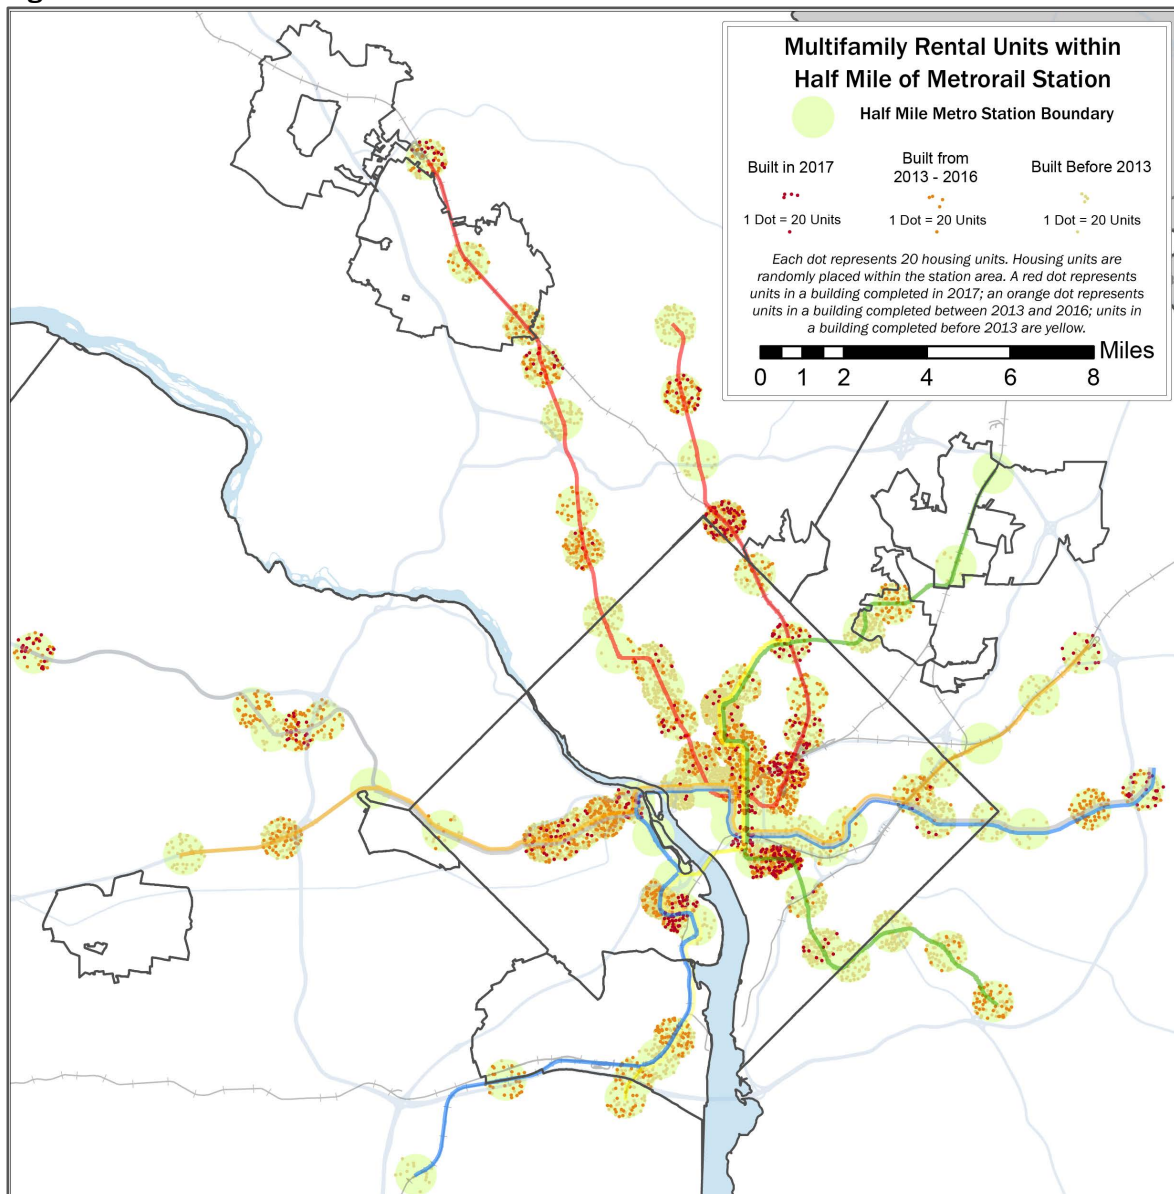 Multifamily Rental Units within
Half Mile of Metrorail Station
Half Mile Metro Station Boundary
Built in 2017
Built from
2013 - 2016
Built Before 2013
1 Dot = 20 Units
1 Dot = 20 Units
1 Dot = 20 Units
Each dot represents 20 housing units. Housing units are
randomly placed within the station area. A red dot represents
units in a building completed in 2017; an orange dot represents
units in a building completed between 2013 and 2016; units in
a building completed before 2013 are yellow.
Miles
0 1 2 4 6 8